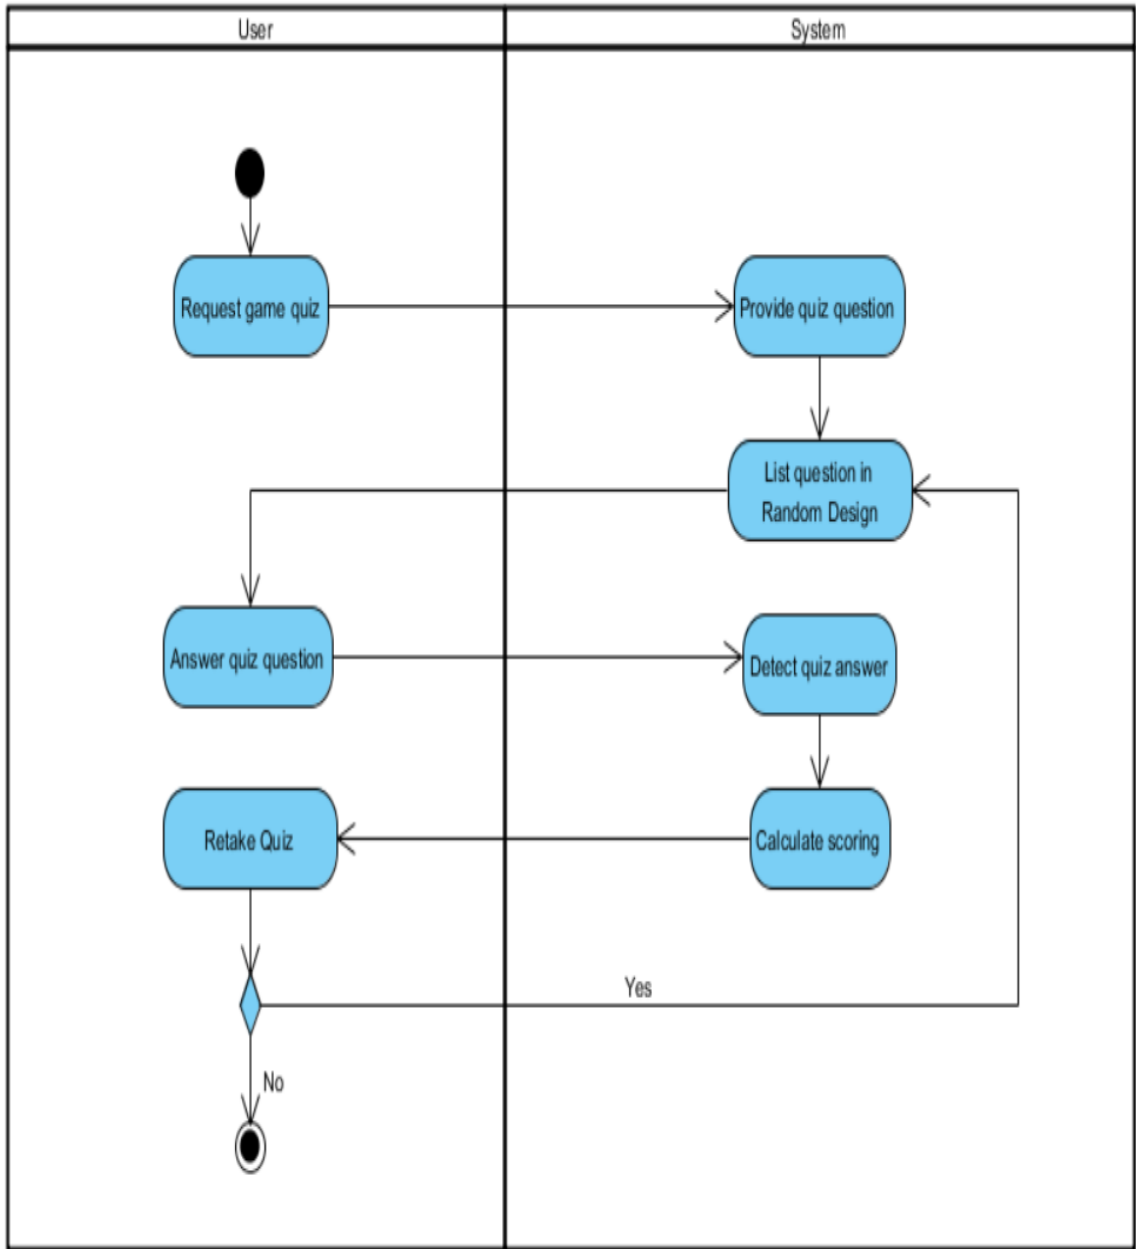 User
System
Request game quiz
Provide quiz question
List question in
Random Design
Answer quiz question
Detect quiz answer
Retake Quiz
Calculate scoring
Yes
No